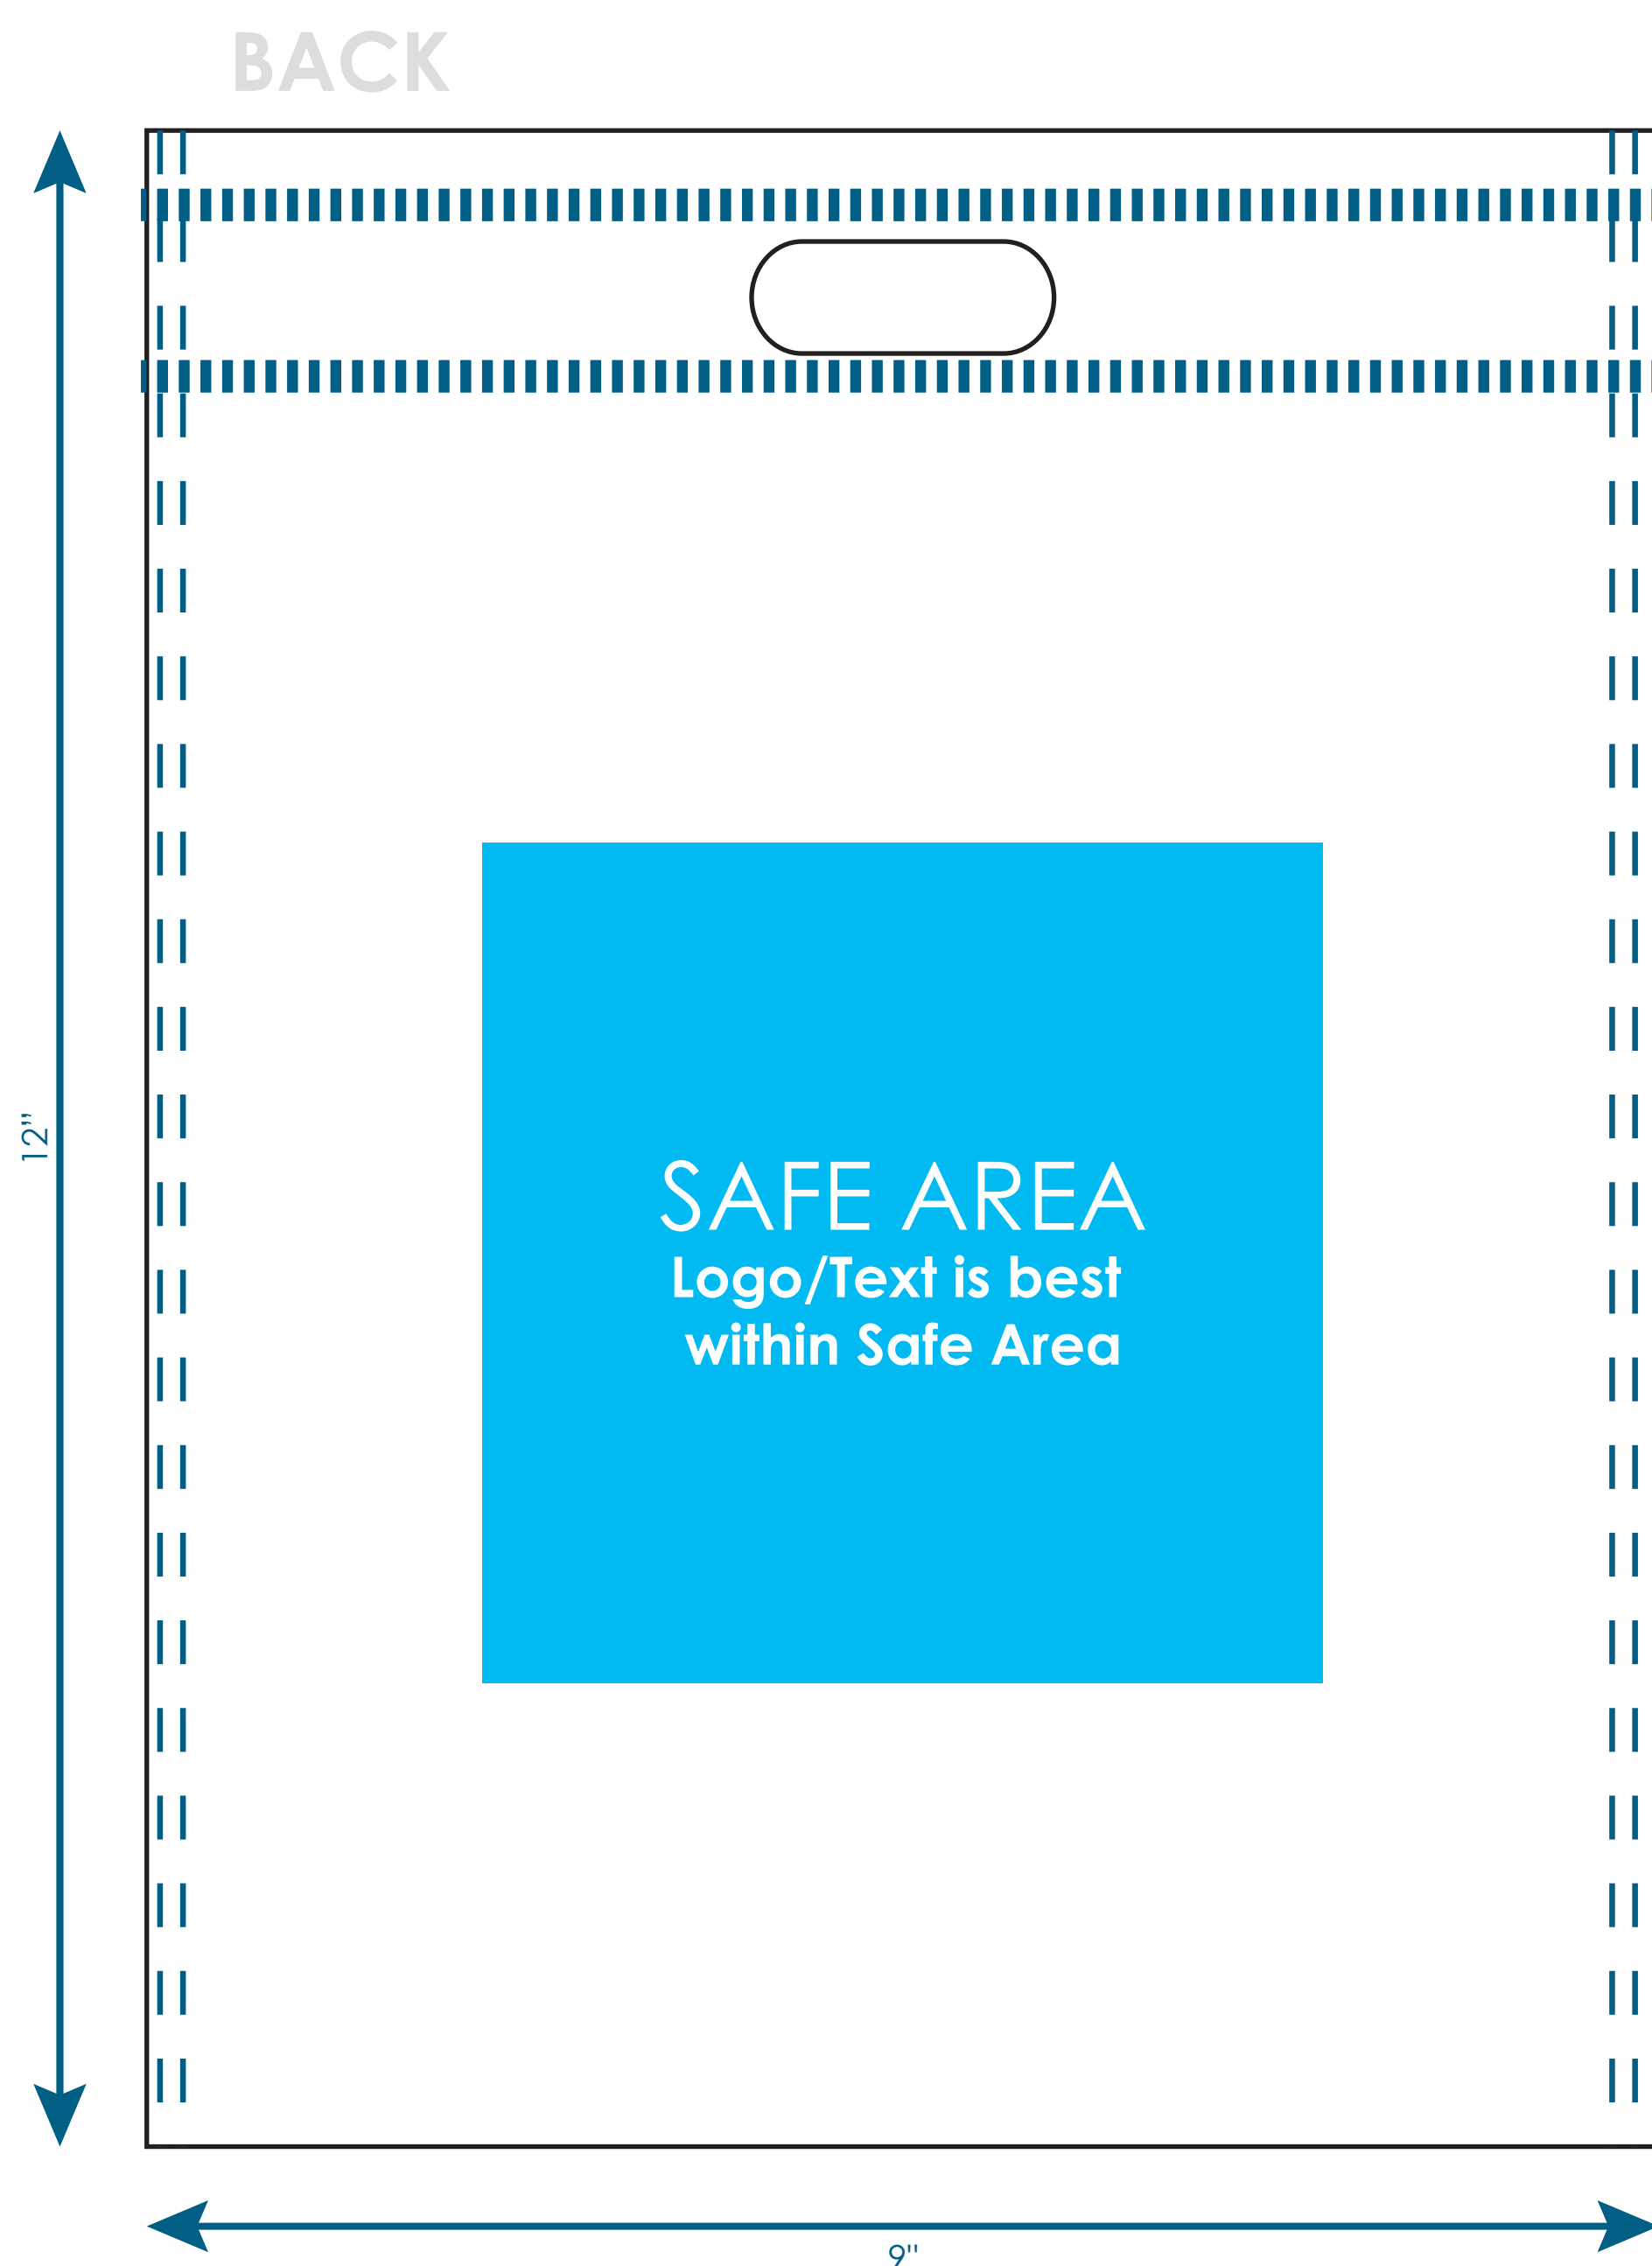 BACK
12”
SAFE AREA
Logo/Text is best
within Safe Area
9"